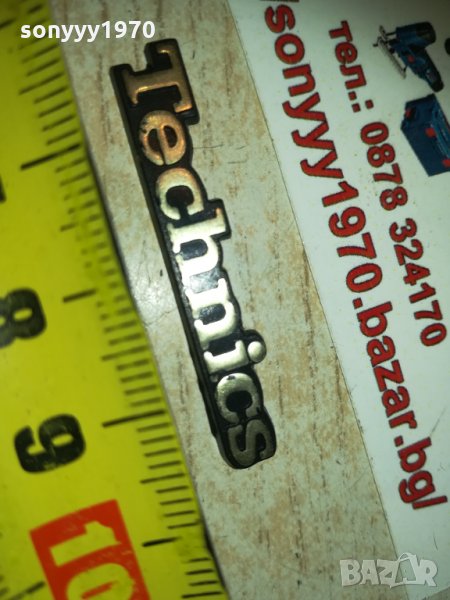 sonyyy1970
Technics
тел.: 0878 324170
sonyyy1970.bazar.bg/
8
9
10
BAZAR